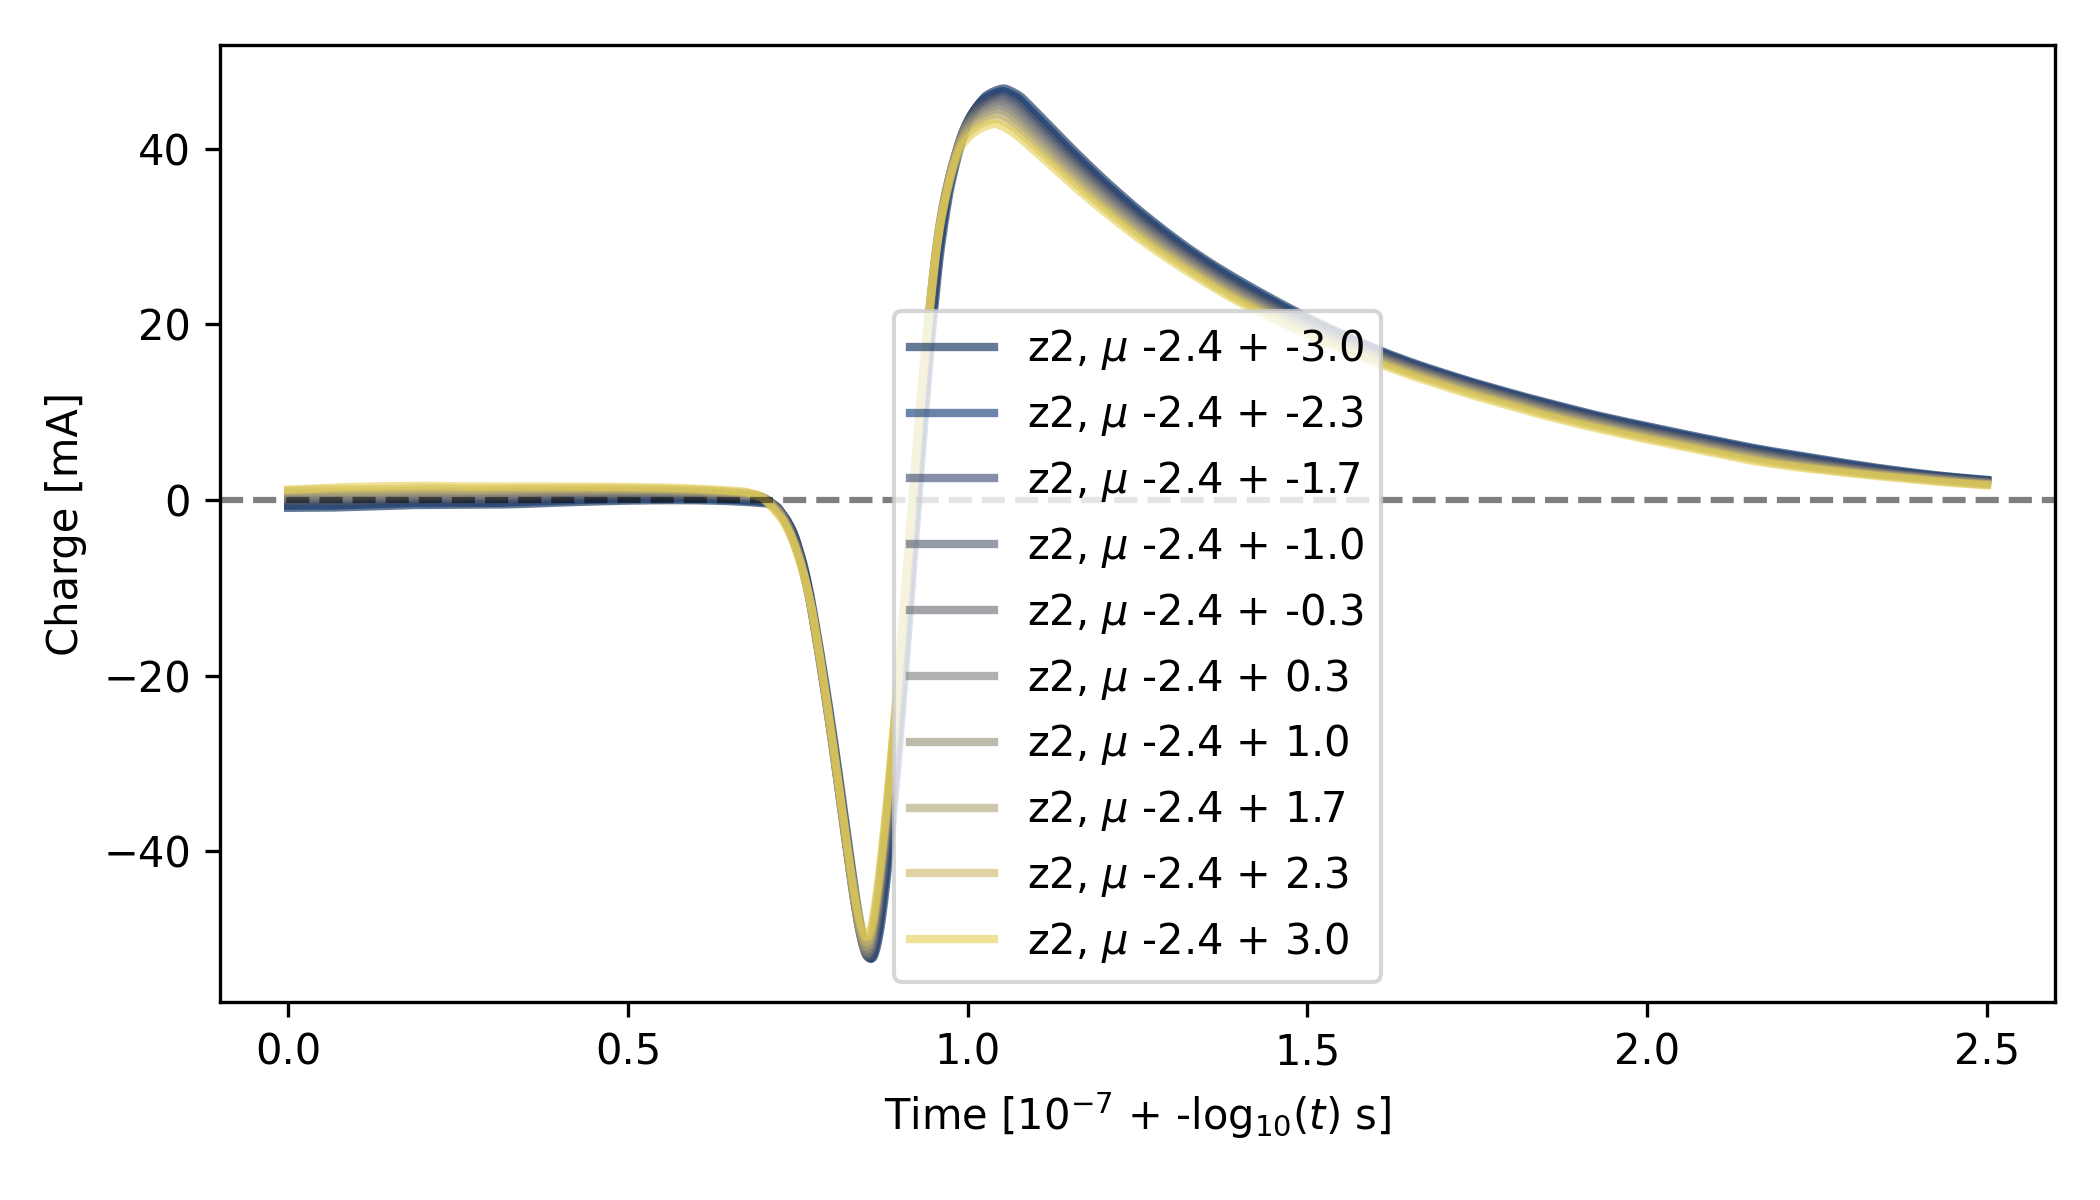 40
20
0
−20
−40
Charge [mA]
z2, μ -2.4 + -3.0
z2, μ -2.4 + -2.3
z2, μ -2.4 + -1.7
z2, μ -2.4 + -1.0
z2, μ -2.4 + -0.3
z2, μ -2.4 + 0.3
z2, μ -2.4 + 1.0
z2, μ -2.4 + 1.7
z2, μ -2.4 + 2.3
z2, μ -2.4 + 3.0
0.0 0.5 1.0 1.5 2.0 2.5
Time [10⁻⁷ + -log₁₀(t) s]